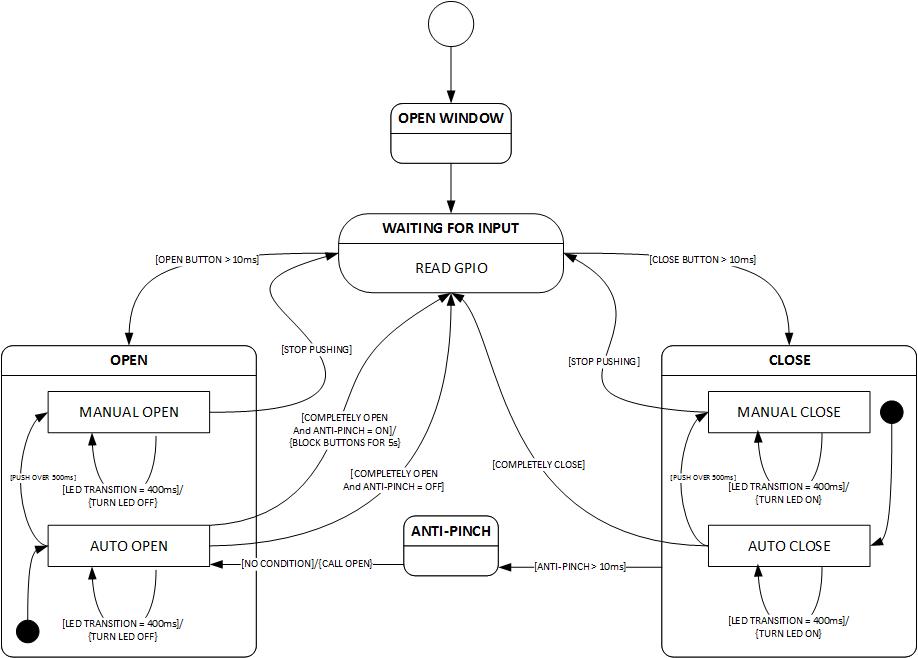 OPEN WINDOW
WAITING FOR INPUT
READ GPIO
[OPEN BUTTON > 10ms]
[CLOSE BUTTON > 10ms]
OPEN
MANUAL OPEN
[STOP PUSHING]
[PUSH OVER 500ms]
[LED TRANSITION = 400ms]/
{TURN LED OFF}
AUTO OPEN
[LED TRANSITION = 400ms]/
{TURN LED OFF}
[COMPLETELY OPEN
And ANTI-PINCH = ON]/
{BLOCK BUTTONS FOR 5s}
[COMPLETELY OPEN
And ANTI-PINCH = OFF]
[COMPLETELY CLOSE]
ANTI-PINCH
[NO CONDITION]/{CALL OPEN}
[ANTI-PINCH > 10ms]
CLOSE
MANUAL CLOSE
[STOP PUSHING]
[PUSH OVER 500ms]
[LED TRANSITION = 400ms]/
{TURN LED ON}
AUTO CLOSE
[LED TRANSITION = 400ms]/
{TURN LED ON}